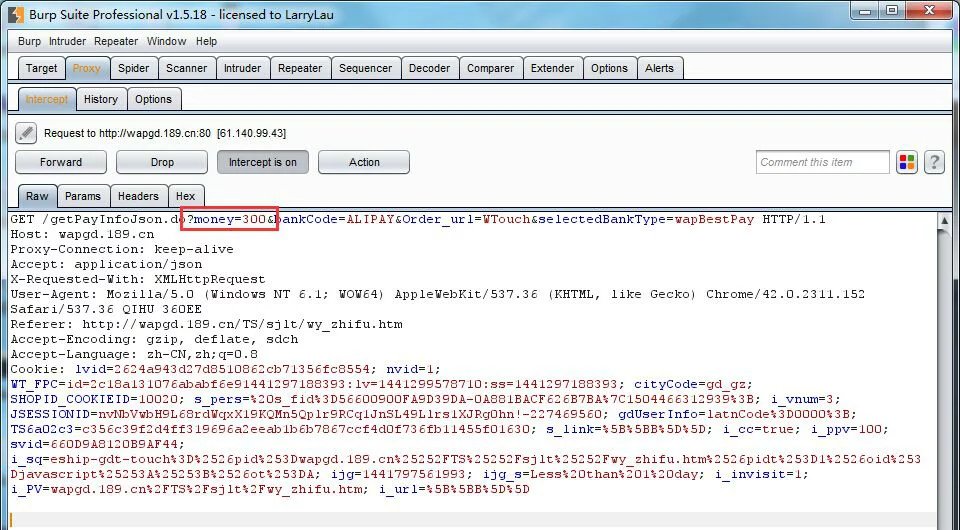 Burp Suite Professional v1.5.18 - licensed to LarryLau
Burp Intruder Repeater Window Help
Target Proxy Spider Scanner Intruder Repeater Sequencer Decoder Comparer Extender Options Alerts
Intercept History Options
Request to http://wapgd.189.cn:80 [61.140.99.43]
Forward Drop Intercept is on Action Comment this item ?
Raw Params Headers Hex
GET /getPayInfoJson.do?money=300&bankCode=ALIPAY&Order_url=WTouch&selectedBankType=wapBestPay HTTP/1.1
Host: wapgd.189.cn
Proxy-Connection: keep-alive
Accept: application/json
X-Requested-With: XMLHttpRequest
User-Agent: Mozilla/5.0 (Windows NT 6.1; WOW64) AppleWebKit/537.36 (KHTML, like Gecko) Chrome/42.0.2311.152
Safari/537.36 QIHU 360EE
Referer: http://wapgd.189.cn/TS/sjlt/wy_zhifu.htm
Accept-Encoding: gzip, deflate, sdch
Accept-Language: zh-CN,zh;q=0.8
Cookie: lvid=2624a943d27d8510862cb71356fc8554; nvid=1;
WT_FPC=id=2c18a131076ababf6e91441297188393:lv=1441299578710:ss=1441297188393; cityCode=gd_gz;
SHOPID_COOKIEID=10020; s_pers=%20s_fid%3D56600900FA9D39DA-0A881BACF626B7BA%7C1504466312939%3B; i_vnum=3;
JSESSIONID=nvNbVwbH9L68rdWqxX19KQMn5Qplr9RCq1JnSL49Llrs1XJRg0hn!-227469560; gdUserInfo=latnCode%3D0000%3B;
TS6a02c3=c356c39f2d4ff319696a2eeab1b6b7867ccf4d0f736fb11455f01630; s_link=%5B%5BB%5D%5D; i_cc=true; i_ppv=100;
svid=660D9A8120B9AF44;
i_sq=eship-gdt-touch%3D%2526pid%253Dwapgd.189.cn%25252FTS%25252Fsjlt%25252Fwy_zhifu.htm%2526pidt%253D1%2526oid%253
Djavascript%25253A%25253B%2526ot%253DA; ijg=1441797561993; ijg_s=Less%20than%201%20day; i_invisit=1;
i_PV=wapgd.189.cn%2FTS%2Fsjlt%2Fwy_zhifu.htm; i_url=%5B%5BB%5D%5D